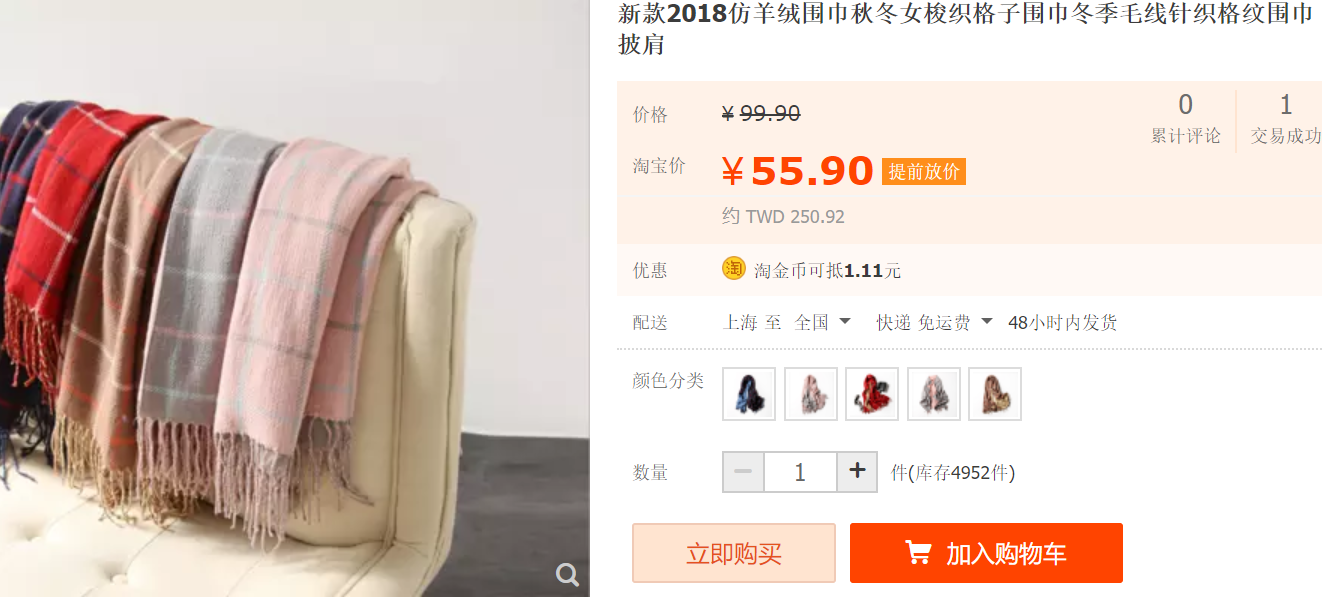 新款2018仿羊绒围巾秋冬女梭织格子围巾冬季毛线针织格纹围巾
披肩
价格 ¥ 99.90
0 1
累计评论 交易成功
淘宝价 ¥ 55.90 提前放价
约 TWD 250.92
优惠 淘 淘金币可抵1.11元
配送 上海 至 全国 快递 免运费 48小时内发货
颜色分类
数量 1 件(库存4952件)
立即购买 加入购物车